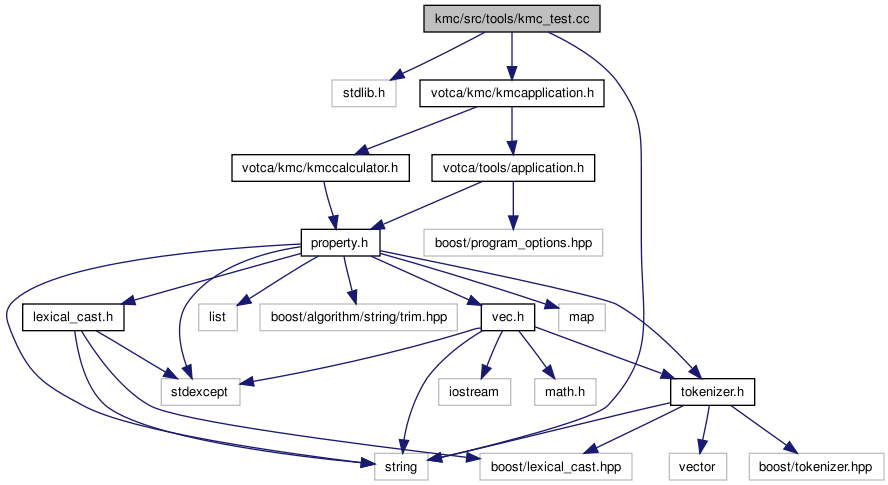 kmc/src/tools/kmc_test.cc
stdlib.h
votca/kmc/kmcapplication.h
votca/kmc/kmccalculator.h
votca/tools/application.h
property.h
boost/program_options.hpp
lexical_cast.h
list
boost/algorithm/string/trim.hpp
vec.h
map
stdexcept
iostream
math.h
tokenizer.h
string
boost/lexical_cast.hpp
vector
boost/tokenizer.hpp